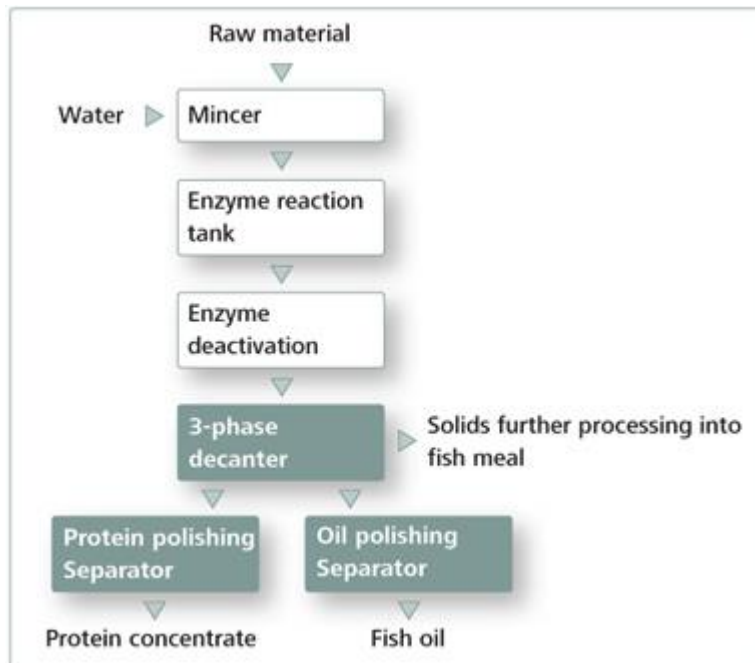 Raw material
Water
Mincer
Enzyme reaction
tank
Enzyme
deactivation
3-phase
decanter
Solids further processing into
fish meal
Protein polishing
Separator
Oil polishing
Separator
Protein concentrate
Fish oil